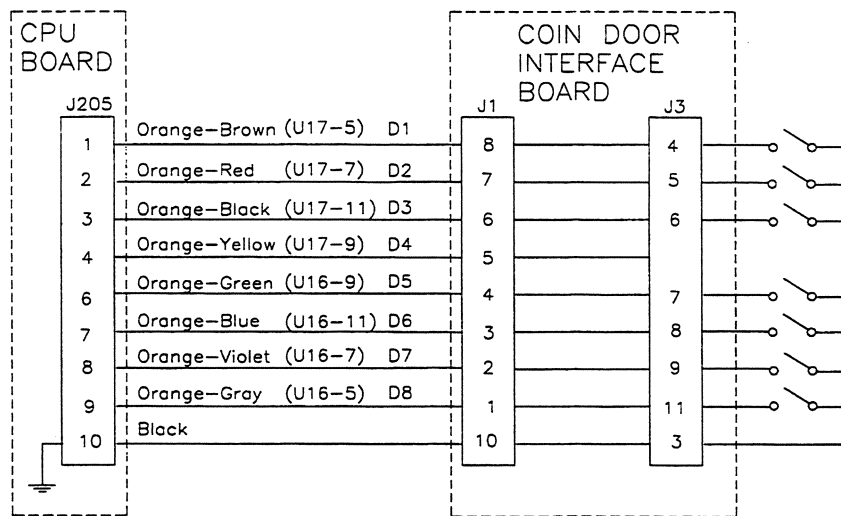 CPU
BOARD
COIN DOOR
INTERFACE
BOARD
J205
J1
J3
1 Orange-Brown (U17-5) D1 8 4
2 Orange-Red (U17-7) D2 7 5
3 Orange-Black (U17-11) D3 6 6
4 Orange-Yellow (U17-9) D4 5
6 Orange-Green (U16-9) D5 4 7
7 Orange-Blue (U16-11) D6 3 8
8 Orange-Violet (U16-7) D7 2 9
9 Orange-Gray (U16-5) D8 1 11
10 Black 10 3